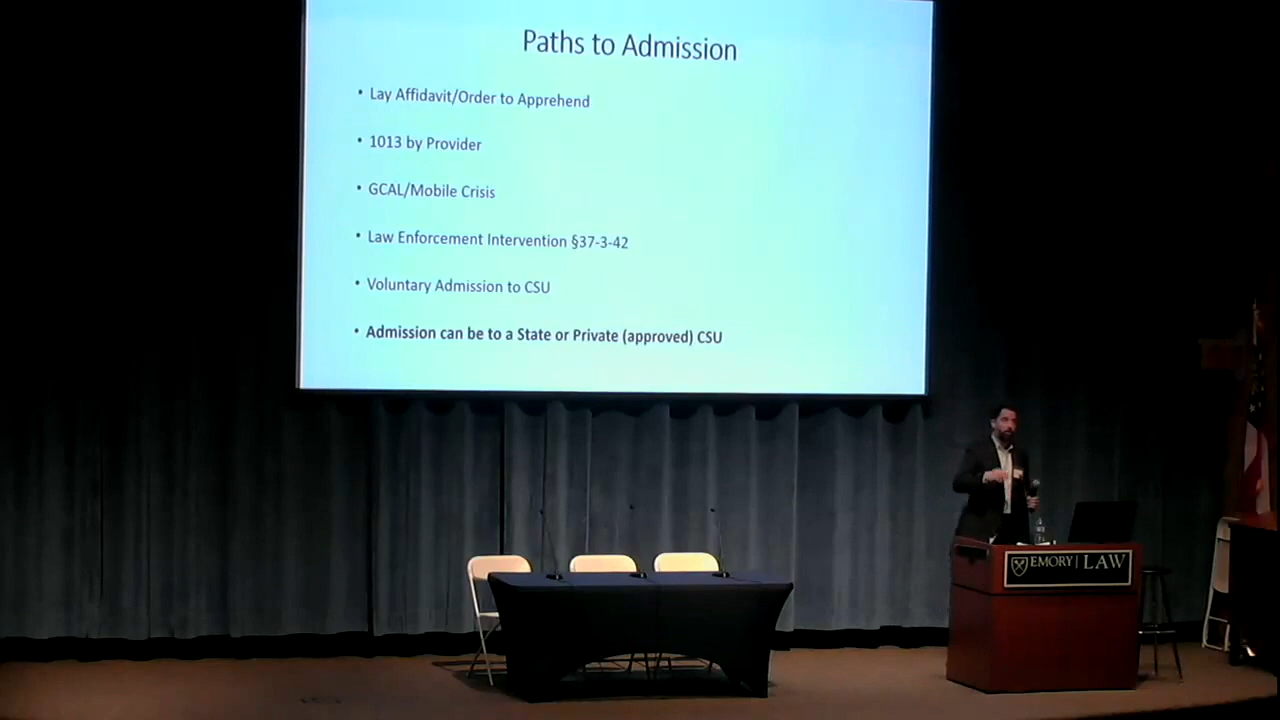 Paths to Admission
• Lay Affidavit/Order to Apprehend
• 1013 by Provider
• GCAL/Mobile Crisis
• Law Enforcement Intervention §37-3-42
• Voluntary Admission to CSU
• Admission can be to a State or Private (approved) CSU
EMORY | LAW